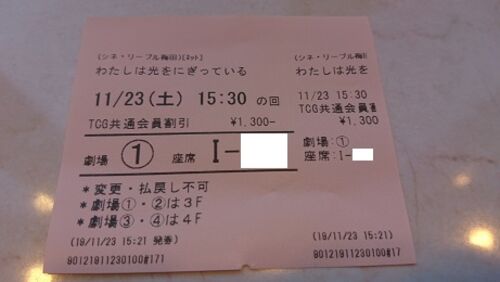 (シネ・リーブル梅田)[ネット]
わたしは光をにぎっている
11/23(土) 15:30 の回
TCG共通会員割引 ¥1,300-
劇場 ① 座席 I-
*変更・払戻し不可
*劇場①・②は3F
*劇場③・④は4F
(19/11/23 15:21 発券)
90121911230100#171
(シネ・リーブル梅田
わたしは光を
11/23 15:30
TCG共通会員割
¥1,300
劇場:①
座席:I-
(19/11/23 15:21)
90121911230100#17